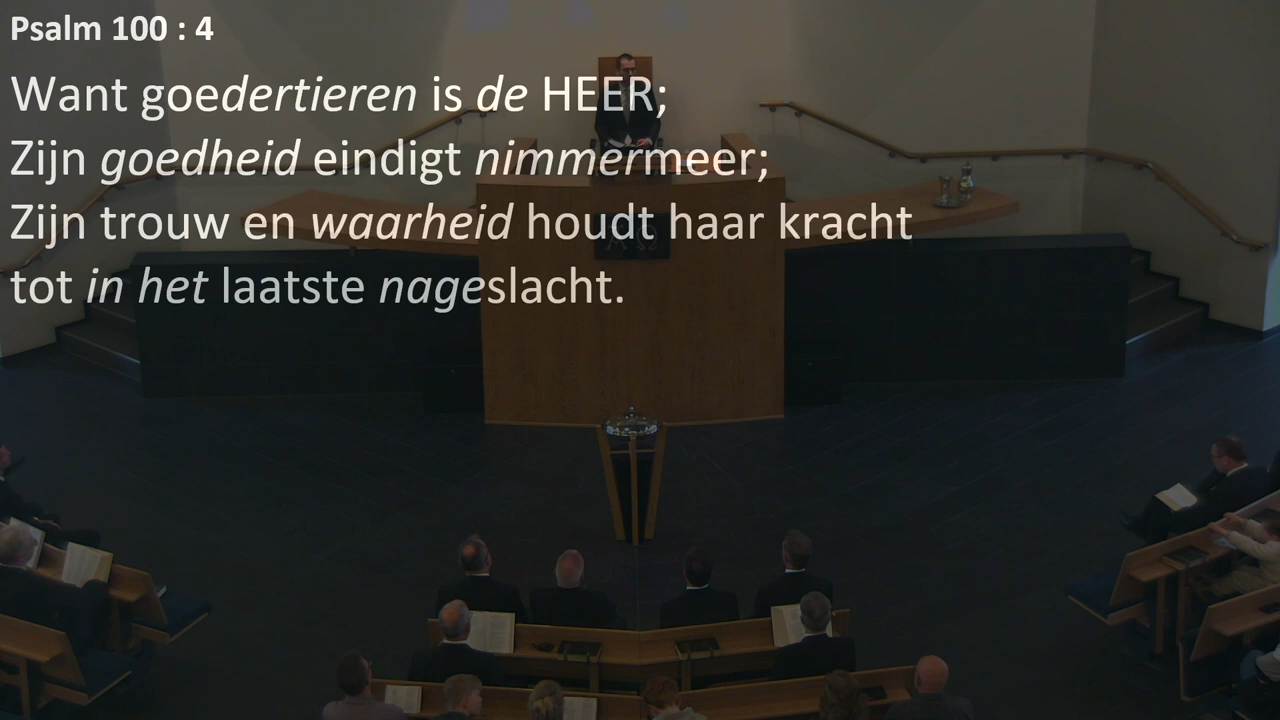 Psalm 100 : 4
Want goedertieren is de HEER;
Zijn goedheid eindigt nimmermeer;
Zijn trouw en waarheid houdt haar kracht
tot in het laatste nageslacht.